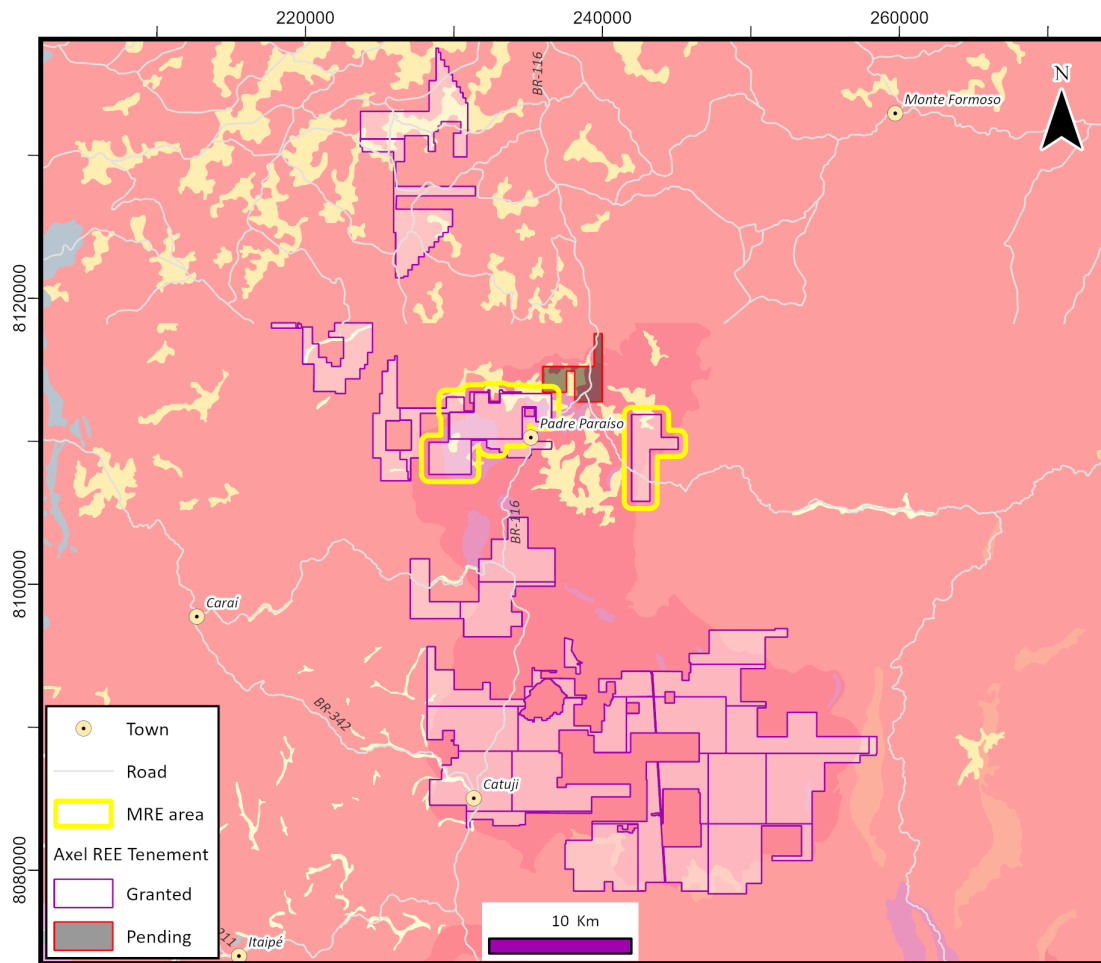 220000
240000
260000
BR-116
N
Monte Formoso
8120000
Padre Paraíso
BR-116
8100000
Caraí
BR-342
Catuji
8080000
Town
Road
MRE area
Axel REE Tenement
Granted
Pending
10 Km
211
Itaipé